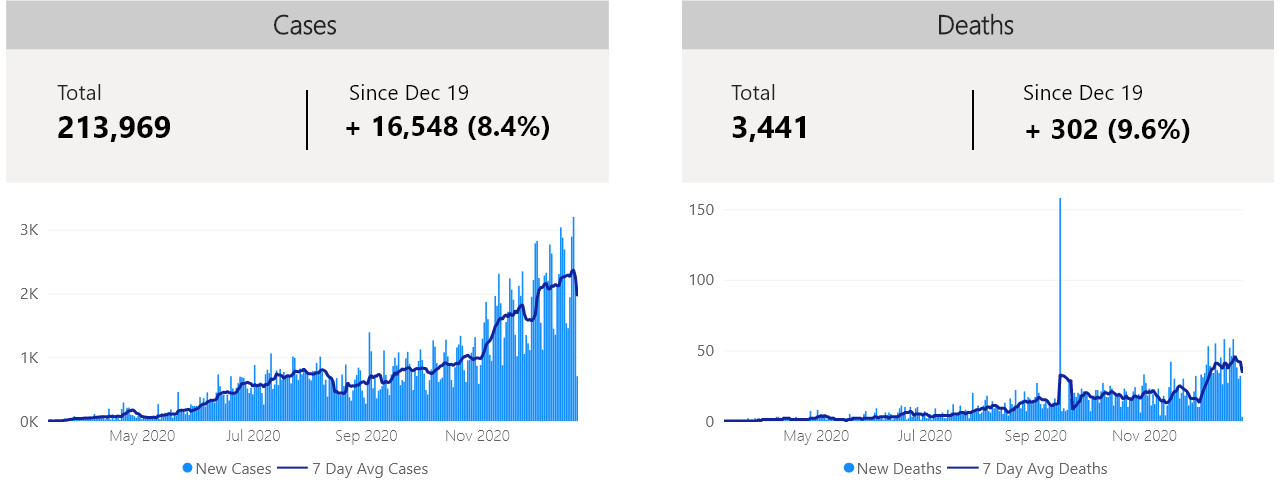 Cases
Total
213,969
Since Dec 19
+ 16,548 (8.4%)
3K
2K
1K
0K
May 2020 Jul 2020 Sep 2020 Nov 2020
New Cases 7 Day Avg Cases
Deaths
Total
3,441
Since Dec 19
+ 302 (9.6%)
150
100
50
0
May 2020 Jul 2020 Sep 2020 Nov 2020
New Deaths 7 Day Avg Deaths